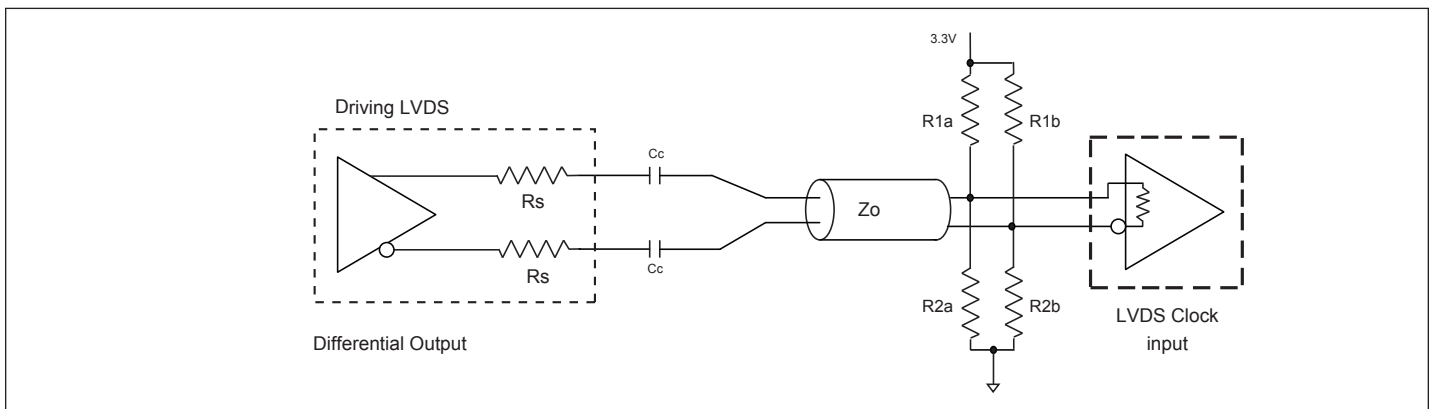 3.3V
Driving LVDS
R1a
R1b
Cc
Rs
Zo
Rs
Cc
R2a
R2b
LVDS Clock
input
Differential Output